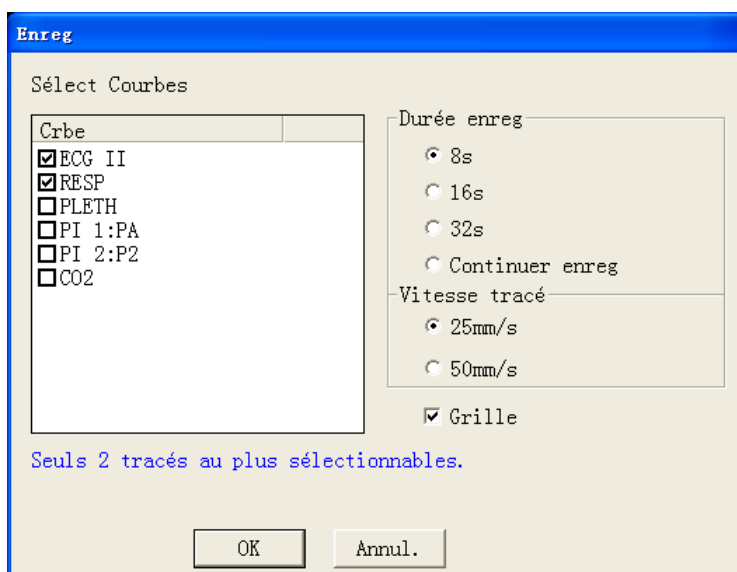 Enreg
Sélect Courbes
Crbe
ECG II
RESP
PLETH
PI 1:PA
PI 2:P2
CO2
Durée enreg
8s
16s
32s
Continuer enreg
Vitesse tracé
25mm/s
50mm/s
Grille
Seuls 2 tracés au plus sélectionnables.
OK
Annul.